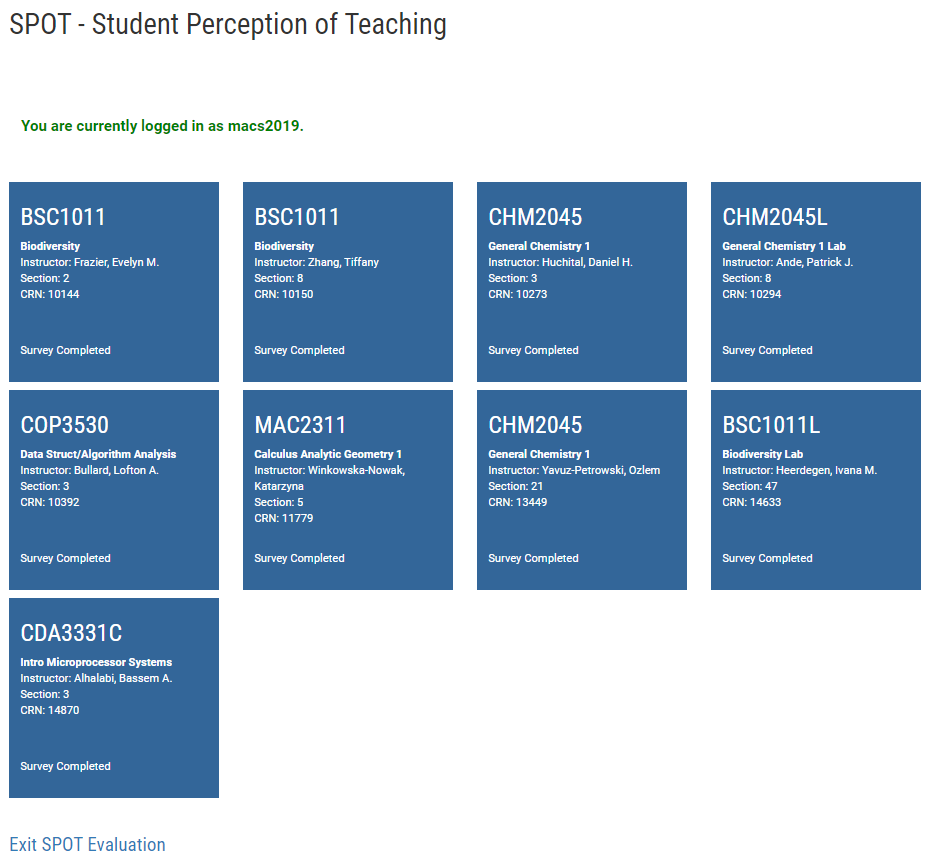 SPOT - Student Perception of Teaching
You are currently logged in as macs2019.
BSC1011
Biodiversity
Instructor: Frazier, Evelyn M.
Section: 2
CRN: 10144
Survey Completed
BSC1011
Biodiversity
Instructor: Zhang, Tiffany
Section: 8
CRN: 10150
Survey Completed
CHM2045
General Chemistry 1
Instructor: Huchital, Daniel H.
Section: 3
CRN: 10273
Survey Completed
CHM2045L
General Chemistry 1 Lab
Instructor: Ande, Patrick J.
Section: 8
CRN: 10294
Survey Completed
COP3530
Data Struct/Algorithm Analysis
Instructor: Bullard, Lofton A.
Section: 3
CRN: 10392
Survey Completed
MAC2311
Calculus Analytic Geometry 1
Instructor: Winkowska-Nowak,
Katarzyna
Section: 5
CRN: 11779
Survey Completed
CHM2045
General Chemistry 1
Instructor: Yavuz-Petrowski, Ozlem
Section: 21
CRN: 13449
Survey Completed
BSC1011L
Biodiversity Lab
Instructor: Heerdegen, Ivana M.
Section: 47
CRN: 14633
Survey Completed
CDA3331C
Intro Microprocessor Systems
Instructor: Alhalabi, Bassem A.
Section: 3
CRN: 14870
Survey Completed
Exit SPOT Evaluation